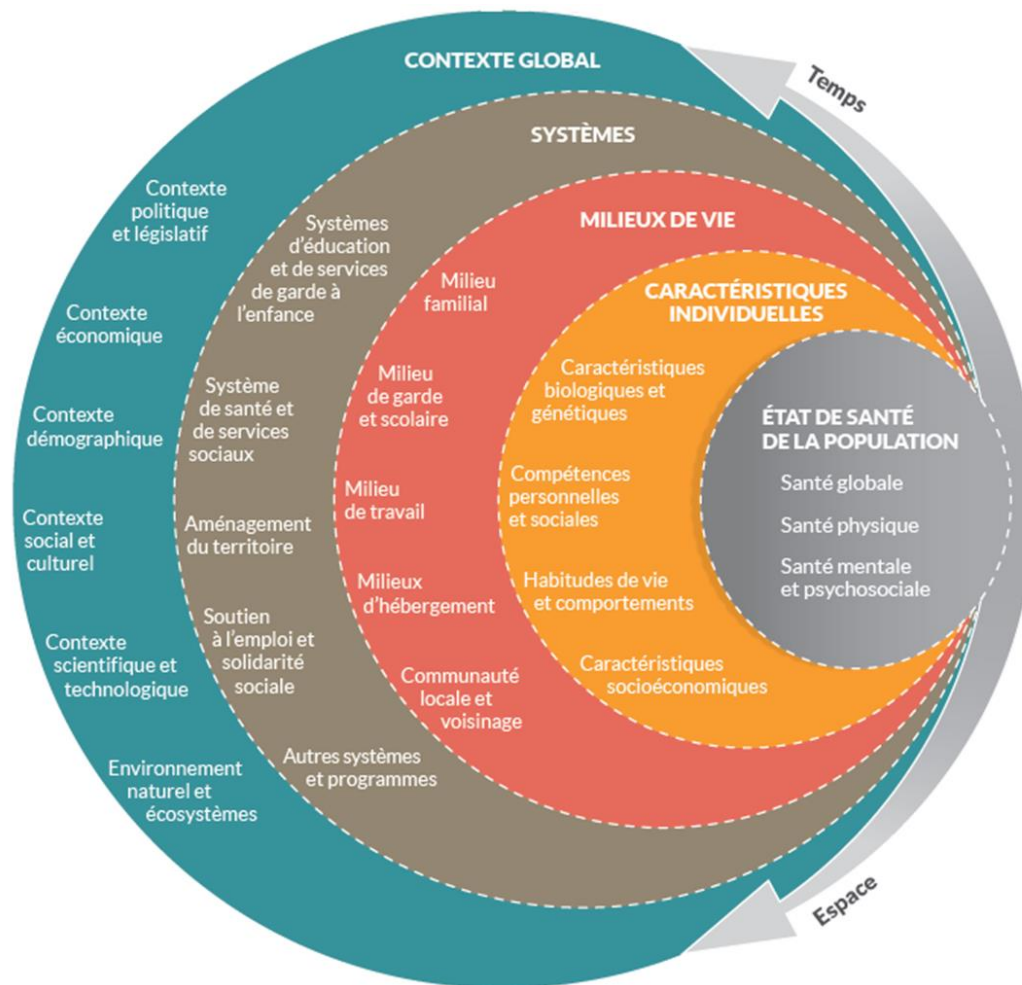 CONTEXTE GLOBAL
Contexte
politique
et législatif
Contexte
économique
Contexte
démographique
Contexte
social et
culturel
Contexte
scientifique et
technologique
Environnement
naturel et
écosystèmes
SYSTÈMES
Systèmes
d'éducation
et de services
de garde à
l'enfance
Système
de santé et
de services
sociaux
Aménagement
du territoire
Soutien
à l'emploi et
solidarité
sociale
Autres systèmes
et programmes
MILIEUX DE VIE
Milieu
familial
Milieu
de garde
et scolaire
Milieu
de travail
Milieux
d'hébergement
Communauté
locale et
voisinage
CARACTÉRISTIQUES
INDIVIDUELLES
Caractéristiques
biologiques et
génétiques
Compétences
personnelles
et sociales
Habitudes de vie
et comportements
Caractéristiques
socioéconomiques
ÉTAT DE SANTÉ
DE LA POPULATION
Santé globale
Santé physique
Santé mentale
et psychosociale
Temps
Espace